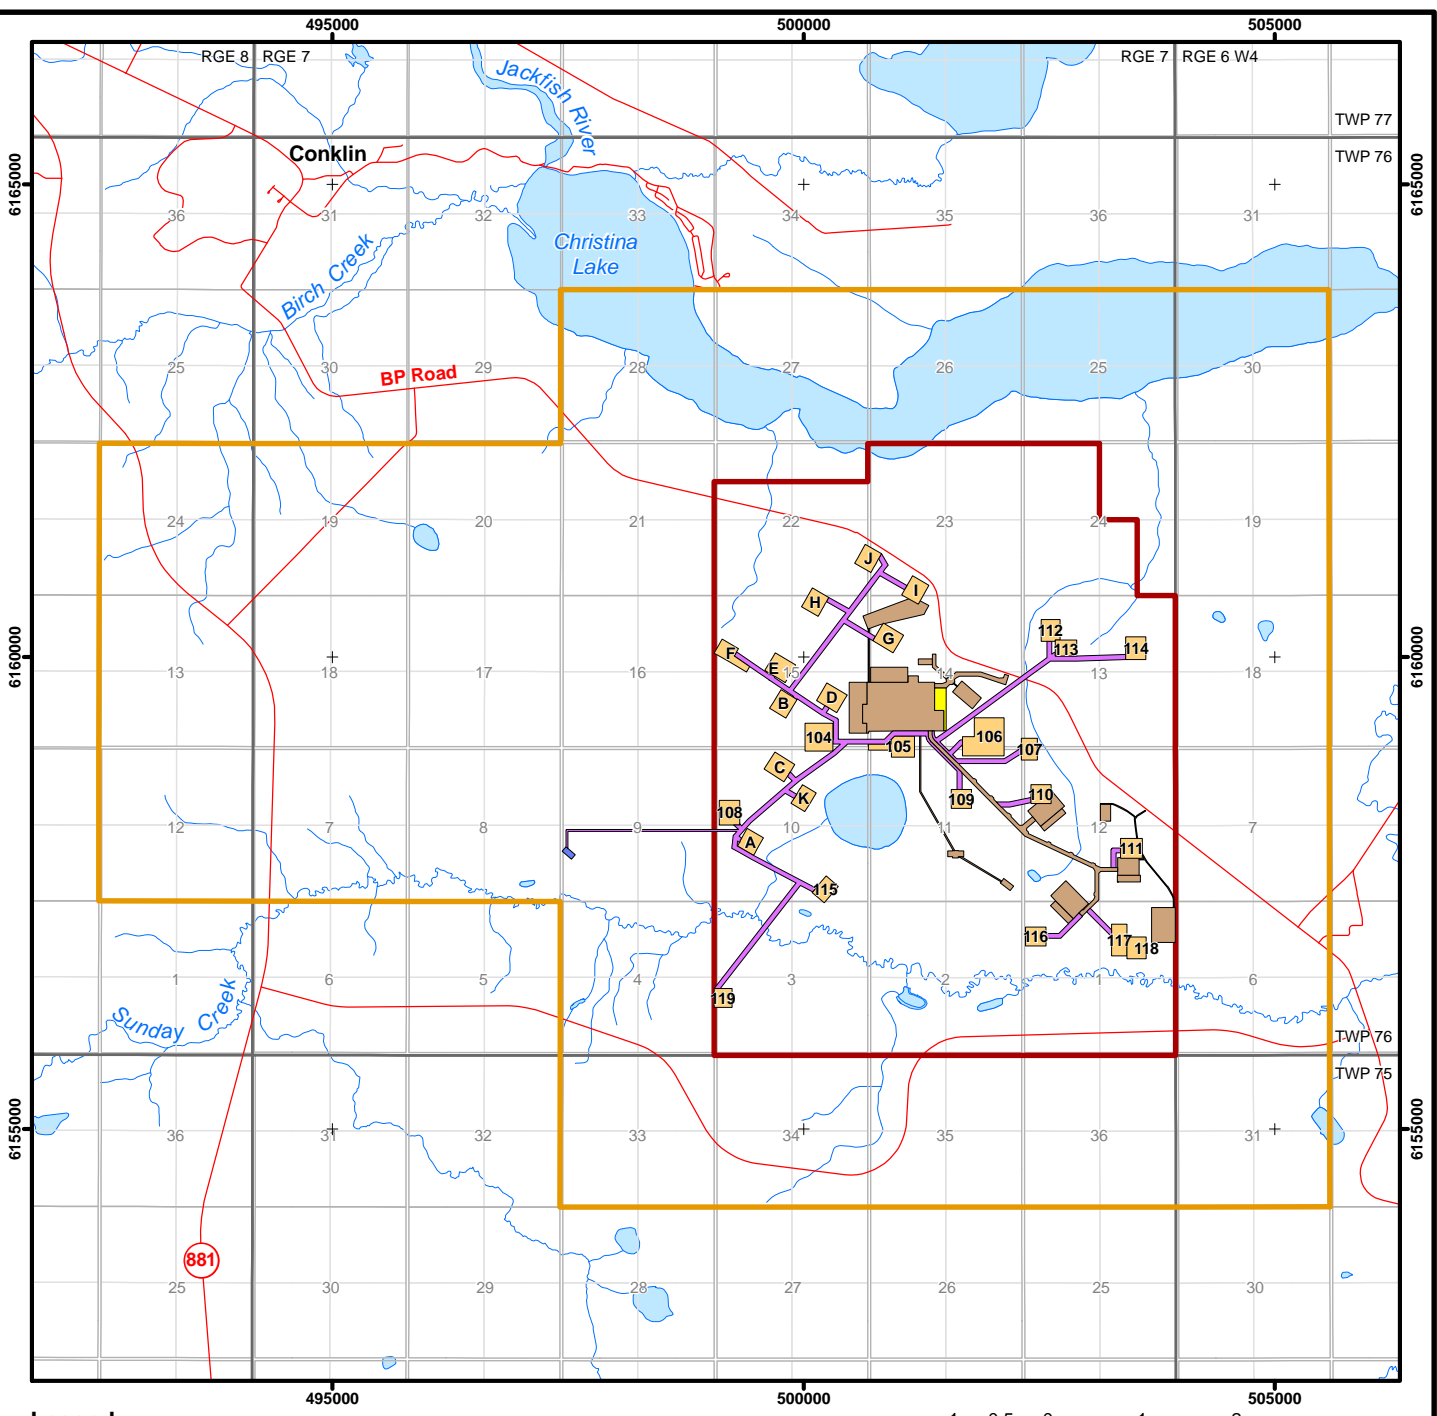 495000 500000 505000
RGE 8 RGE 7 RGE 7 RGE 6 W4
Jackfish River
TWP 77
Conklin
TWP 76
6165000 6165000
36 31 32 33 34 35 36 31
Christina
Lake
Birch Creek
25 30 29 28 27 26 25 30
BP Road
24 19 20 21 22 23 24 19
J
I
H
G
112
113
114
F
E
6160000 6160000
13 18 17 16 15 14 13 18
B
D
104
105
106
107
C
K
109
110
108
12 7 8 9 10 11 12 7
A
111
115
116
117
118
1 6 5 4 3 2 1 6
119
Sunday Creek
TWP 76
TWP 75
6155000 6155000
36 31 32 33 34 35 36 31
881
25 30 29 28 27 26 25 30
495000 500000 505000